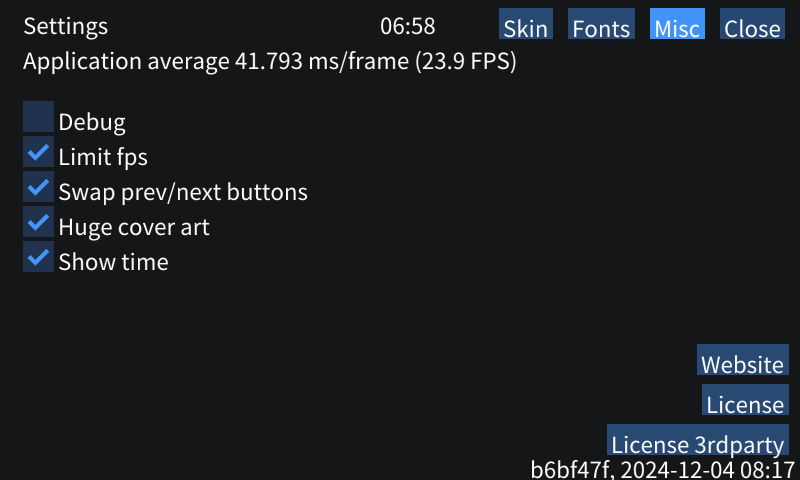 Settings 06:58 Skin Fonts Misc Close
Application average 41.793 ms/frame (23.9 FPS)
Debug
Limit fps
Swap prev/next buttons
Huge cover art
Show time
Website
License
License 3rdparty
b6bf47f, 2024-12-04 08:17